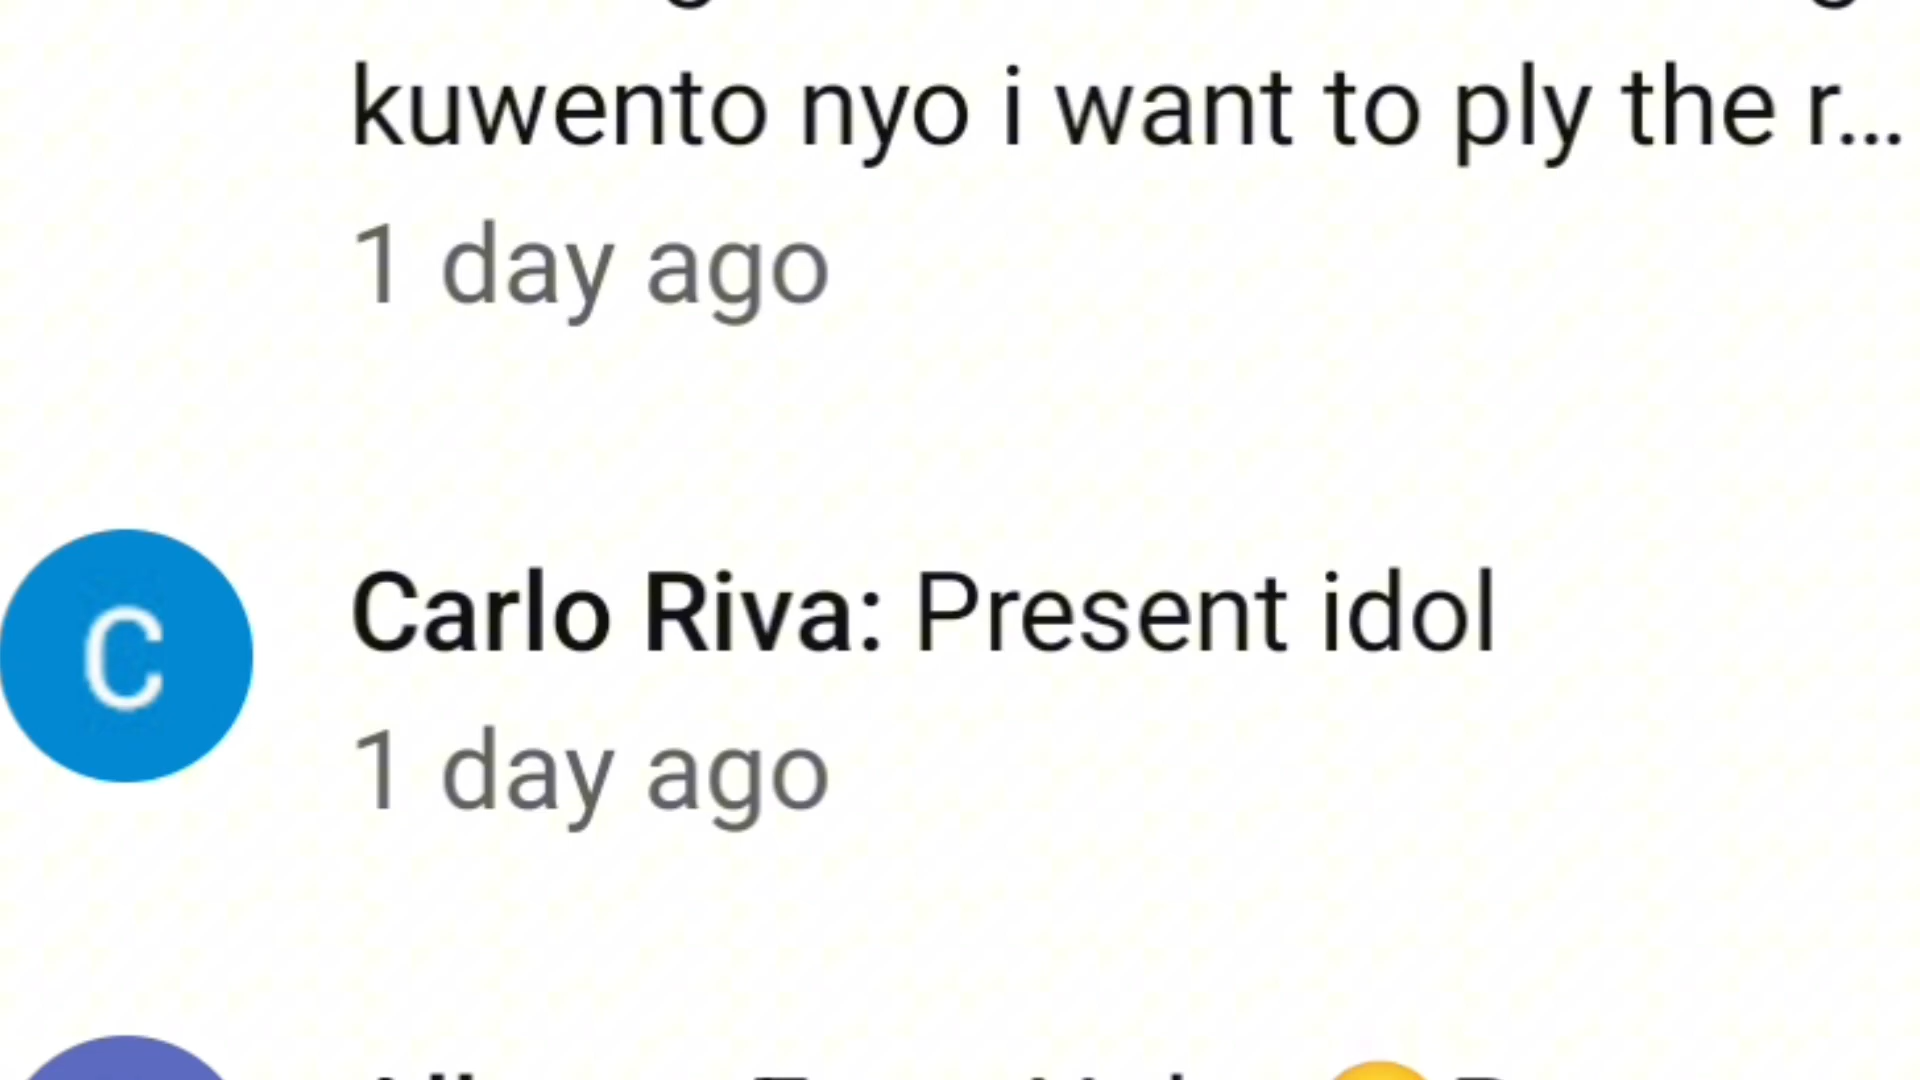 kuwento nyo i want to ply the r...
1 day ago
C
Carlo Riva: Present idol
1 day ago